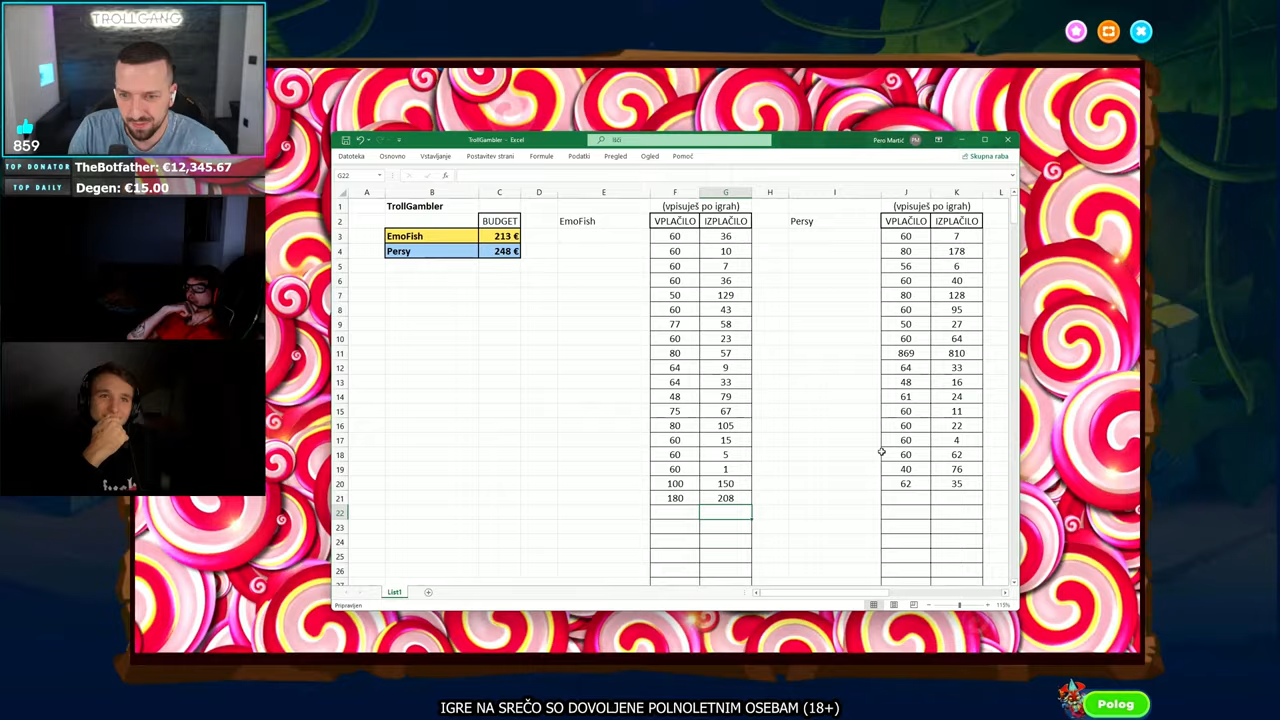 TROLLGANG
859
TOP DONATOR TheBotfather: €12,345.67
TOP DAILY Degen: €15.00
TrollGambler - Excel
Išči
Pero Martić PM
Datoteka Osnovno Vstavljanje Postavitev strani Formule Podatki Pregled Ogled Pomoč Skupna raba
G22 fx
A B C D E F G H I J K L
1 TrollGambler (vpisuješ po igrah) (vpisuješ po igrah)
2 BUDGET EmoFish VPLAČILO IZPLAČILO Persy VPLAČILO IZPLAČILO
3 EmoFish 213 € 60 36 60 7
4 Persy 248 € 60 10 80 178
5 60 7 56 6
6 60 36 60 40
7 50 129 80 128
8 60 43 60 95
9 77 58 50 27
10 60 23 60 64
11 80 57 869 810
12 64 9 64 33
13 64 33 48 16
14 48 79 61 24
15 75 67 60 11
16 80 105 60 22
17 60 15 60 4
18 60 5 60 62
19 60 1 40 76
20 100 150 62 35
21 180 208
22
23
24
25
26
List1
Pripravljen 115%
IGRE NA SREČO SO DOVOLJENE POLNOLETNIM OSEBAM (18+)
Polog